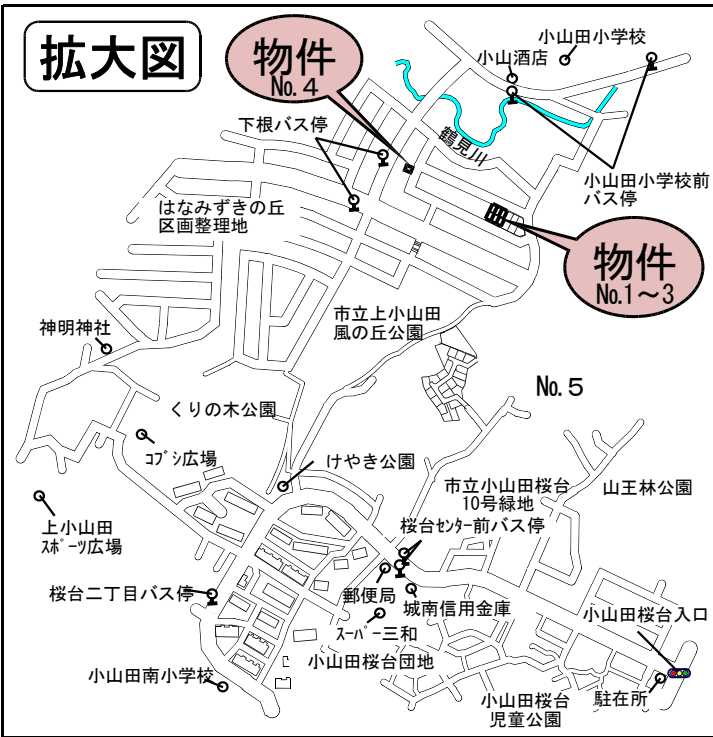 拡大図
物件
No. 4
小山田小学校
小山酒店
下根バス停
鶴見川
小山田小学校前
バス停
はなみずきの丘
区画整理地
物件
No.1～3
市立上小山田
風の丘公園
神明神社
No. 5
くりの木公園
コブシ広場
けやき公園
市立小山田桜台
10号緑地
山王林公園
上小山田
スポーツ広場
桜台センター前バス停
桜台二丁目バス停
郵便局
城南信用金庫
小山田桜台入口
スーパー三和
小山田桜台団地
小山田南小学校
駐在所
小山田桜台
児童公園